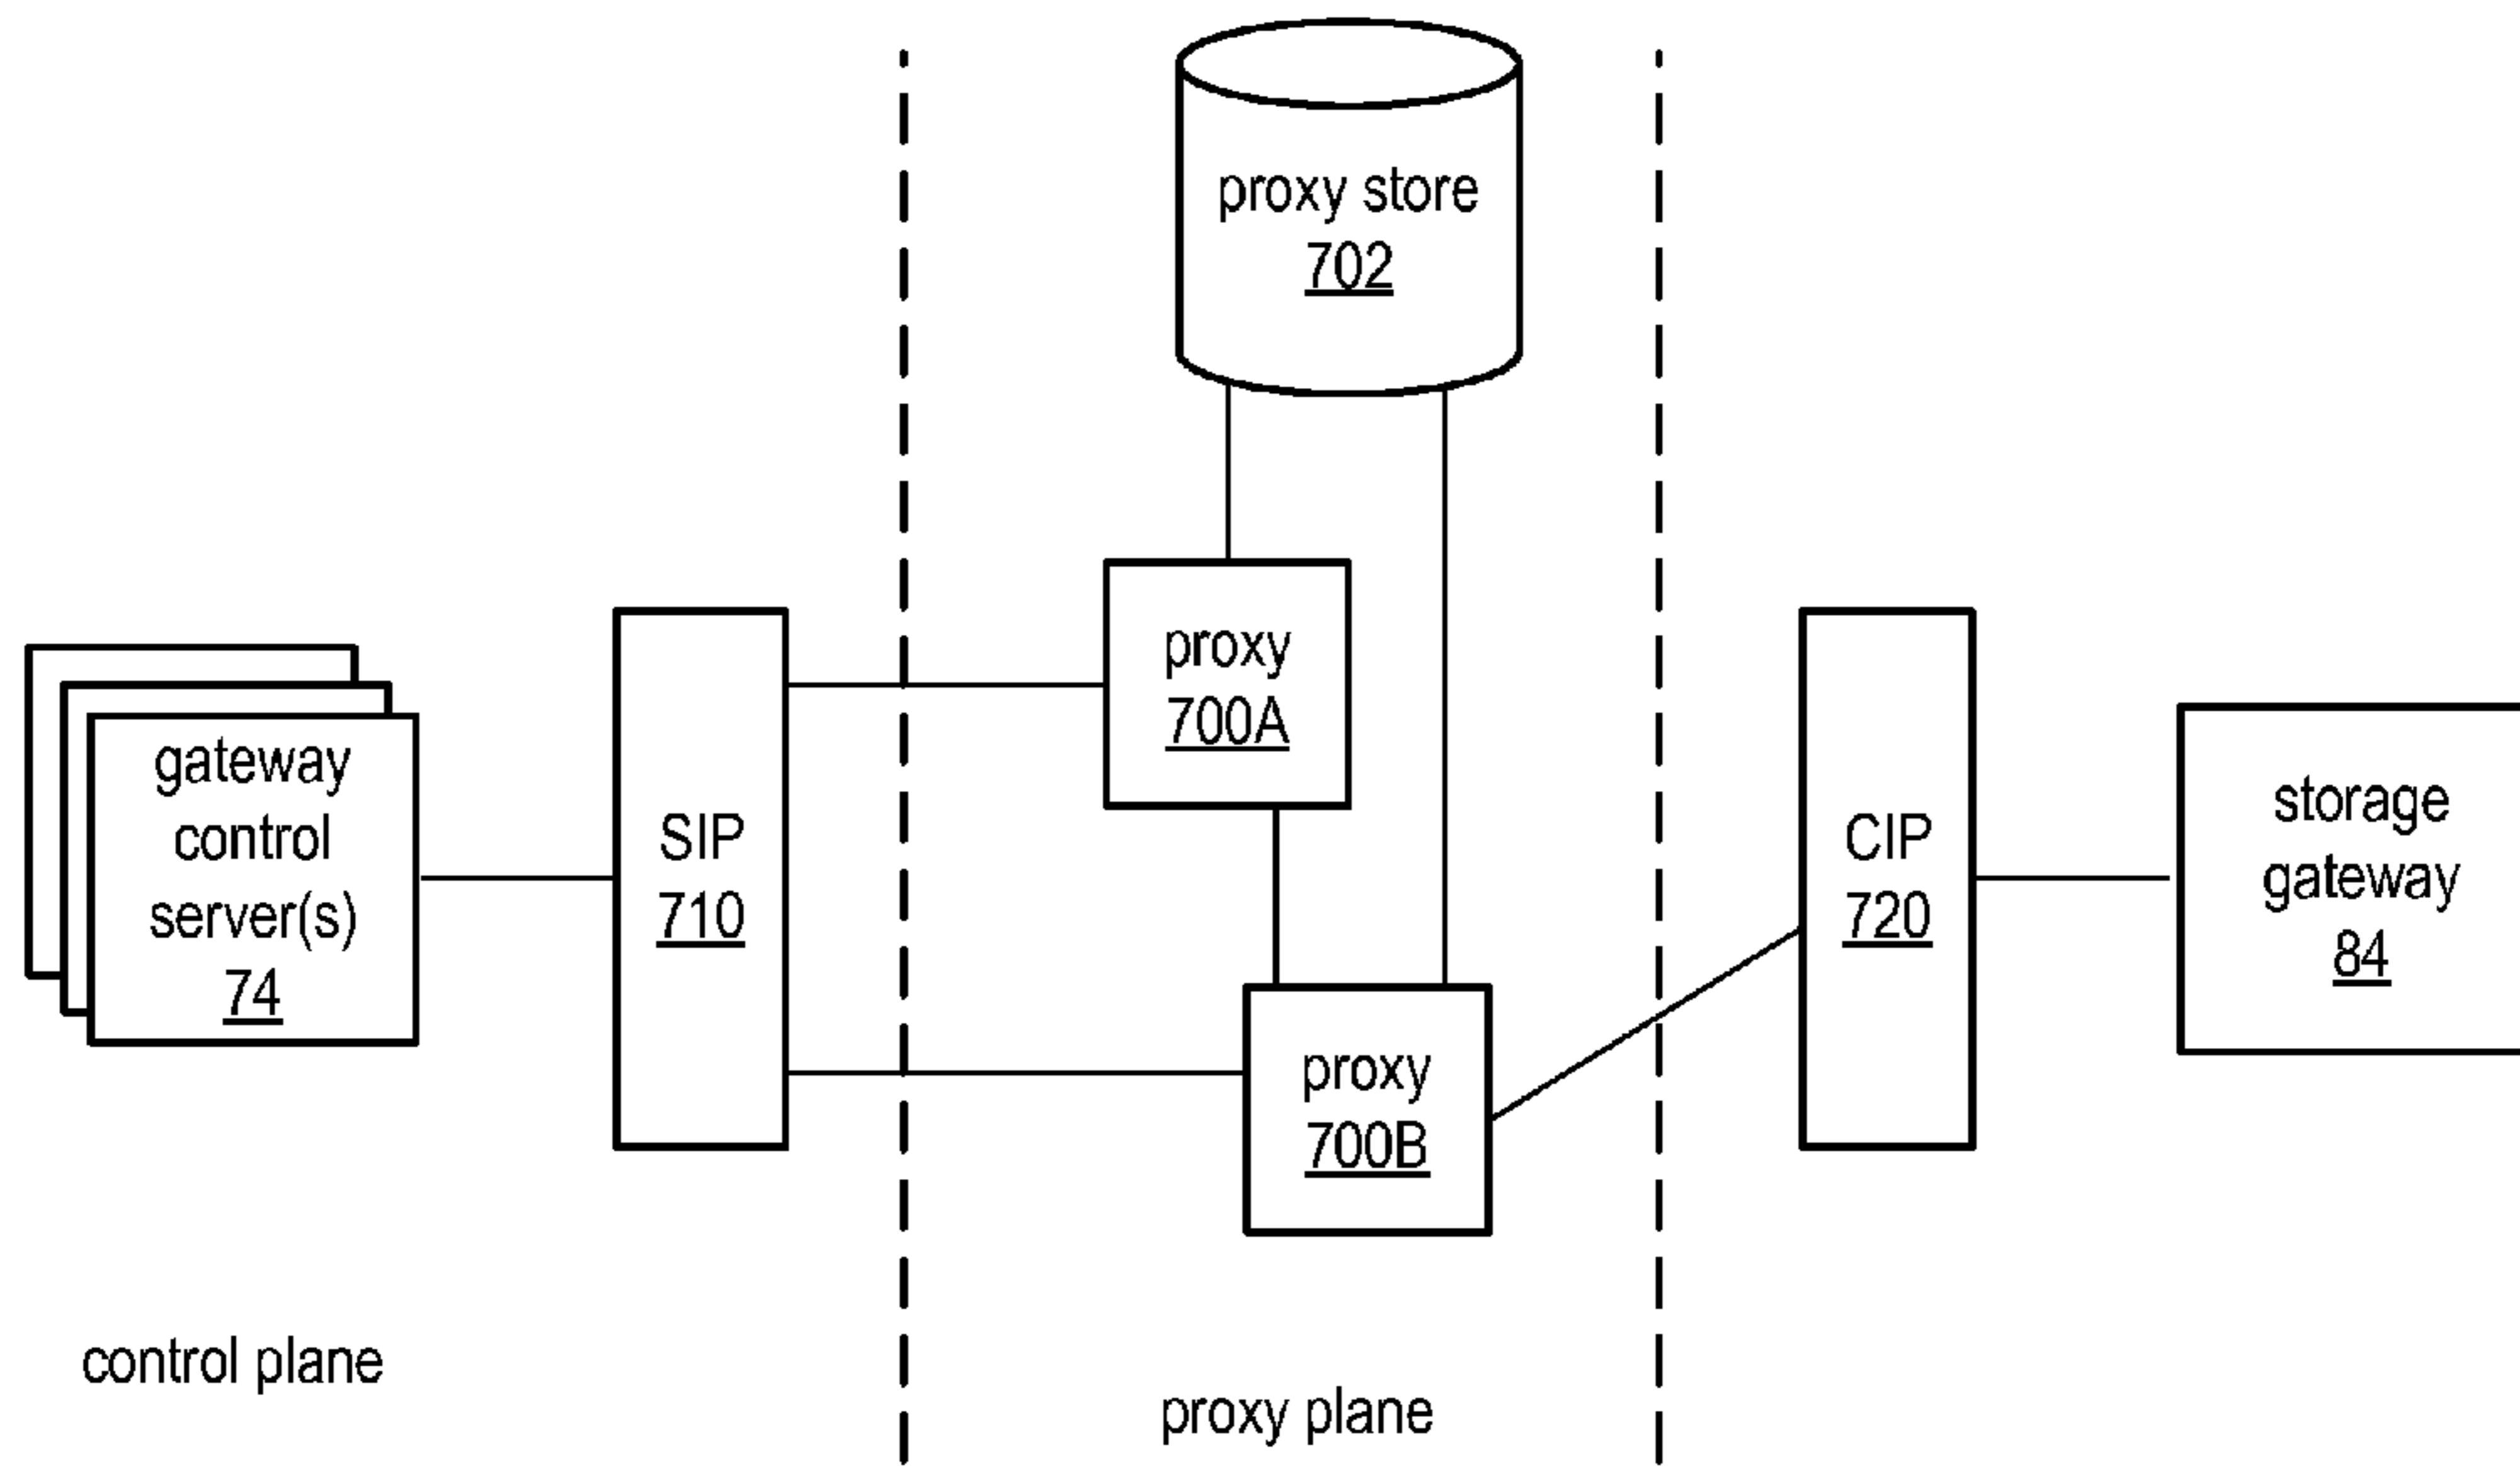 proxy store
702
proxy
700A
gateway
control
server(s)
74
SIP
710
CIP
720
storage
gateway
84
proxy
700B
control plane
proxy plane